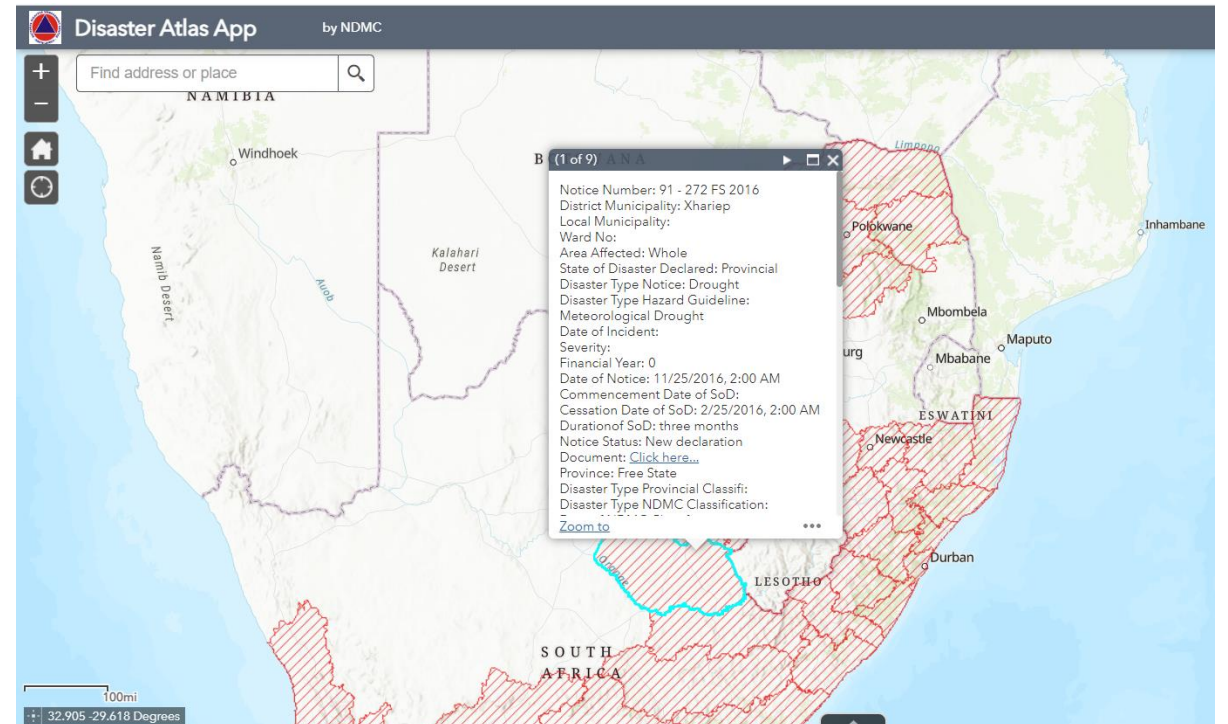 Disaster Atlas App
by NDMC
+
Find address or place
−
NAMIBIA
Windhoek
B
ANA
Limpopo
(1 of 9)
Notice Number: 91 - 272 FS 2016
District Municipality: Xhariep
Local Municipality:
Ward No:
Area Affected: Whole
State of Disaster Declared: Provincial
Disaster Type Notice: Drought
Disaster Type Hazard Guideline:
Meteorological Drought
Date of Incident:
Severity:
Financial Year: 0
Date of Notice: 11/25/2016, 2:00 AM
Commencement Date of SoD:
Cessation Date of SoD: 2/25/2016, 2:00 AM
Durationof SoD: three months
Notice Status: New declaration
Document: Click here...
Province: Free State
Disaster Type Provincial Classifi:
Disaster Type NDMC Classification:
Zoom to
Polokwane
Inhambane
Namib Desert
Auob
Kalahari
Desert
Mbombela
Maputo
urg
Mbabane
ESWATINI
Newcastle
Durban
Orange
LESOTHO
SOUTH
AFRICA
100mi
32.905 -29.618 Degrees